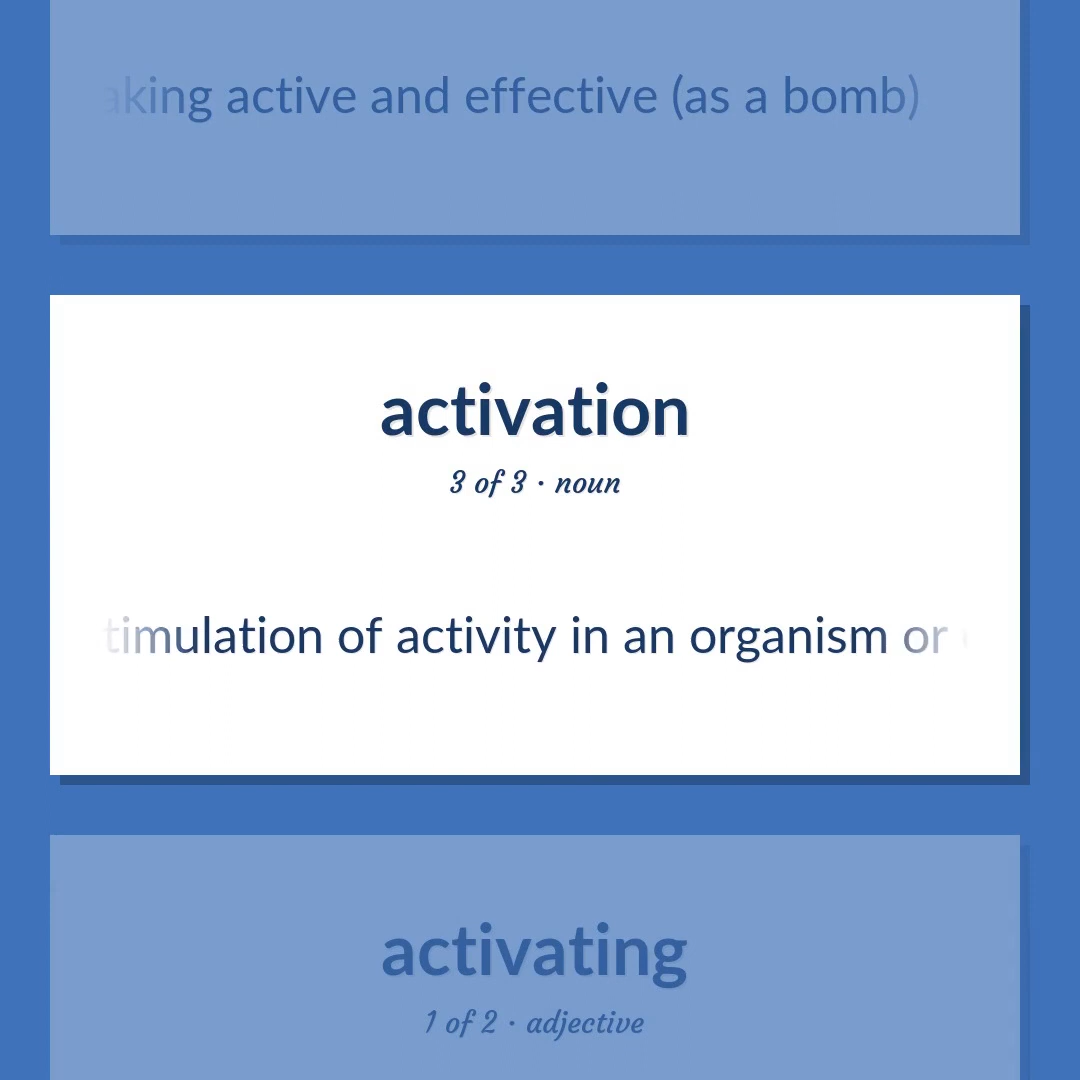 aking active and effective (as a bomb)
activation
3 of 3 · noun
timulation of activity in an organism or
activating
1 of 2 · adjective